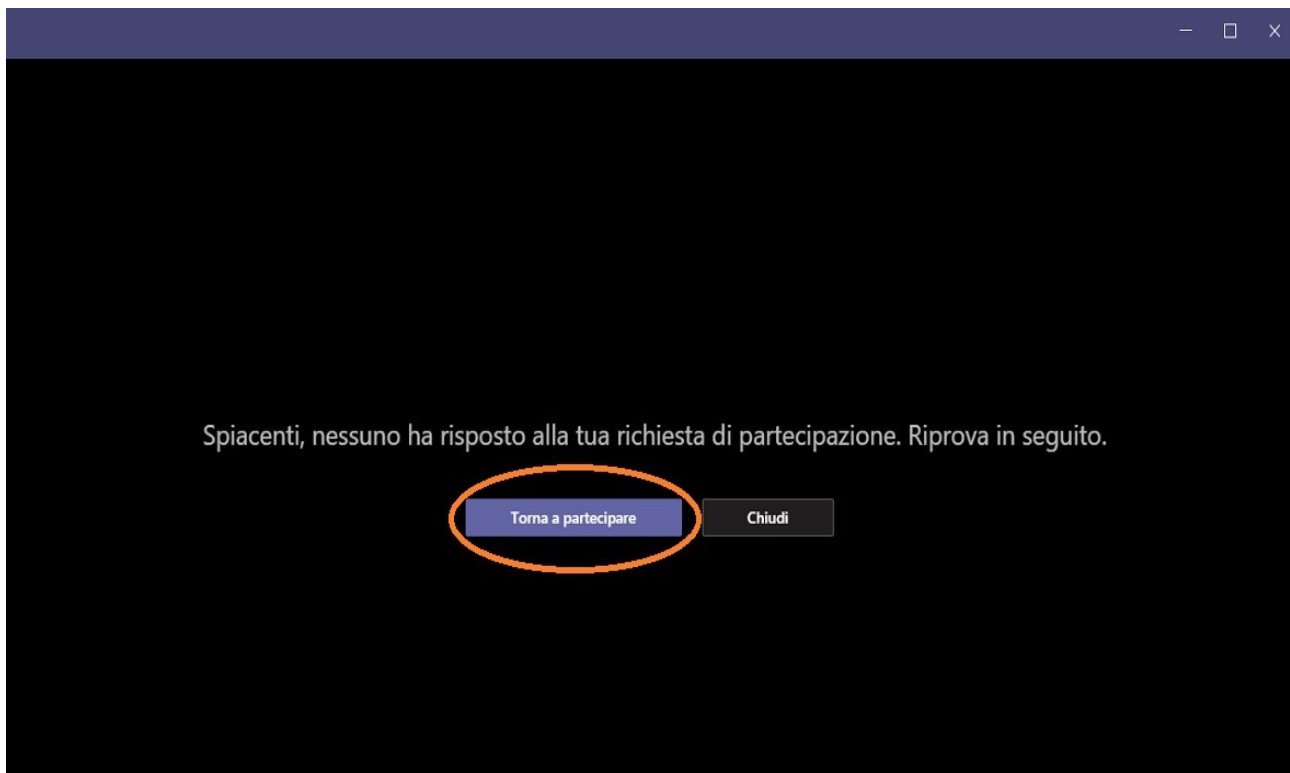 Spiacenti, nessuno ha risposto alla tua richiesta di partecipazione. Riprova in seguito.
Torna a partecipare
Chiudi